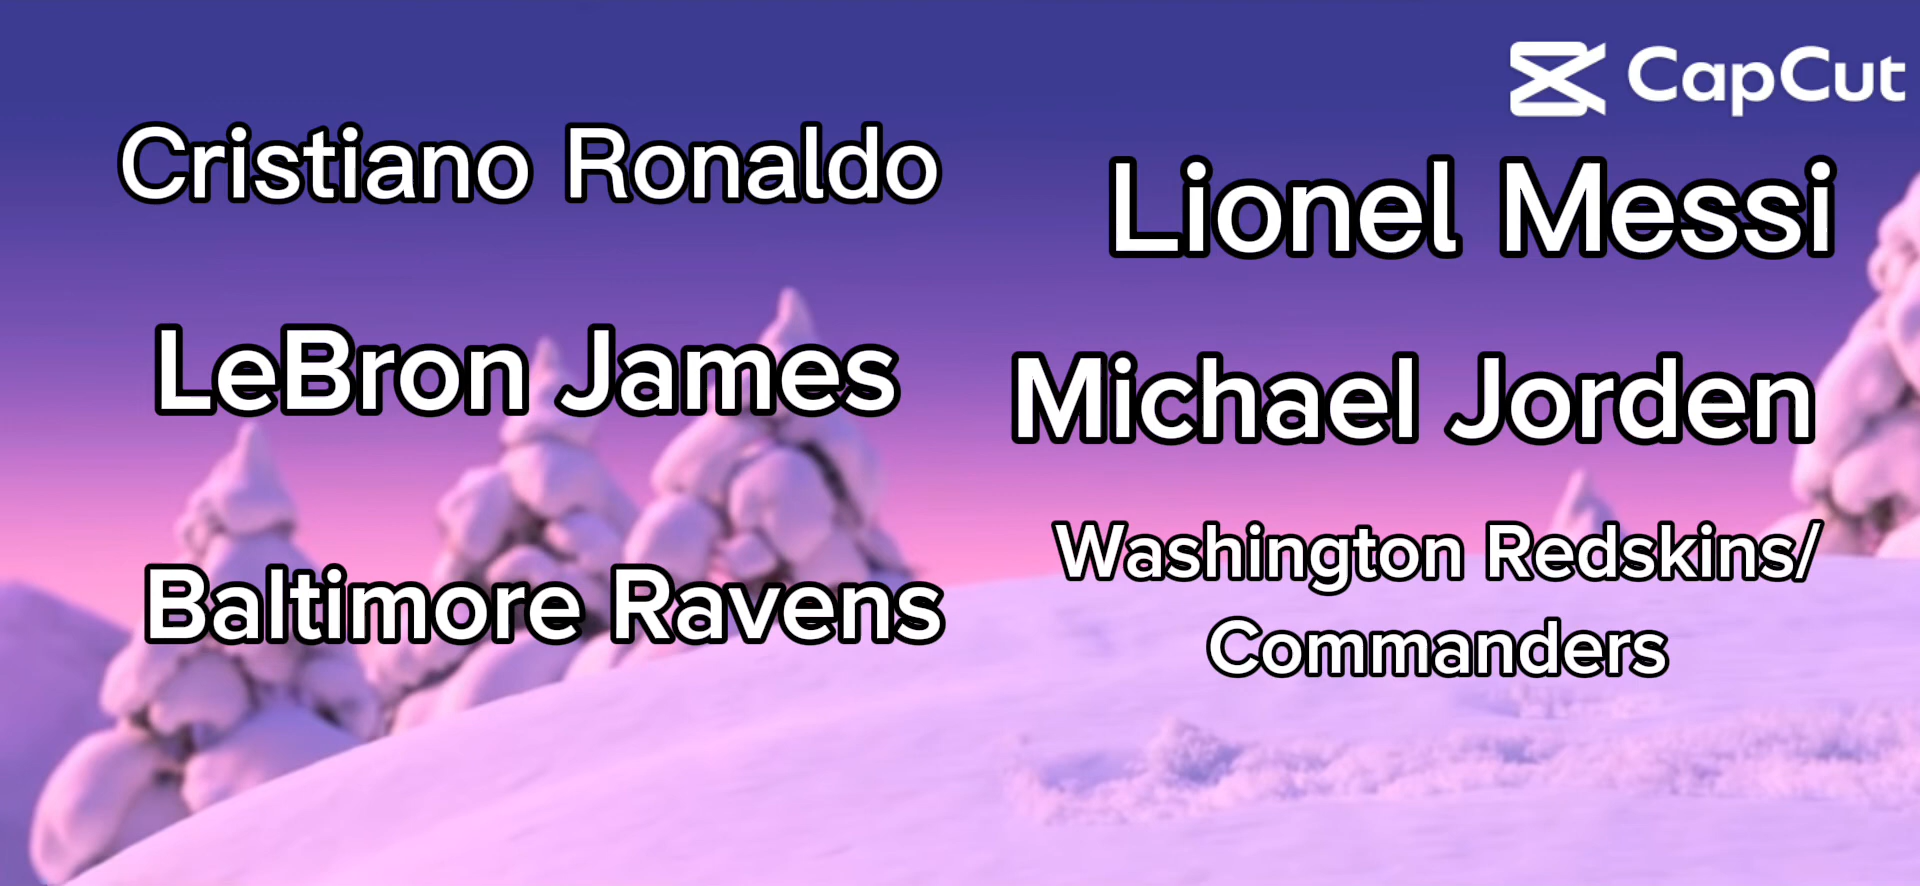 CapCut
Cristiano Ronaldo
Lionel Messi
LeBron James
Michael Jorden
Baltimore Ravens
Washington Redskins/
Commanders